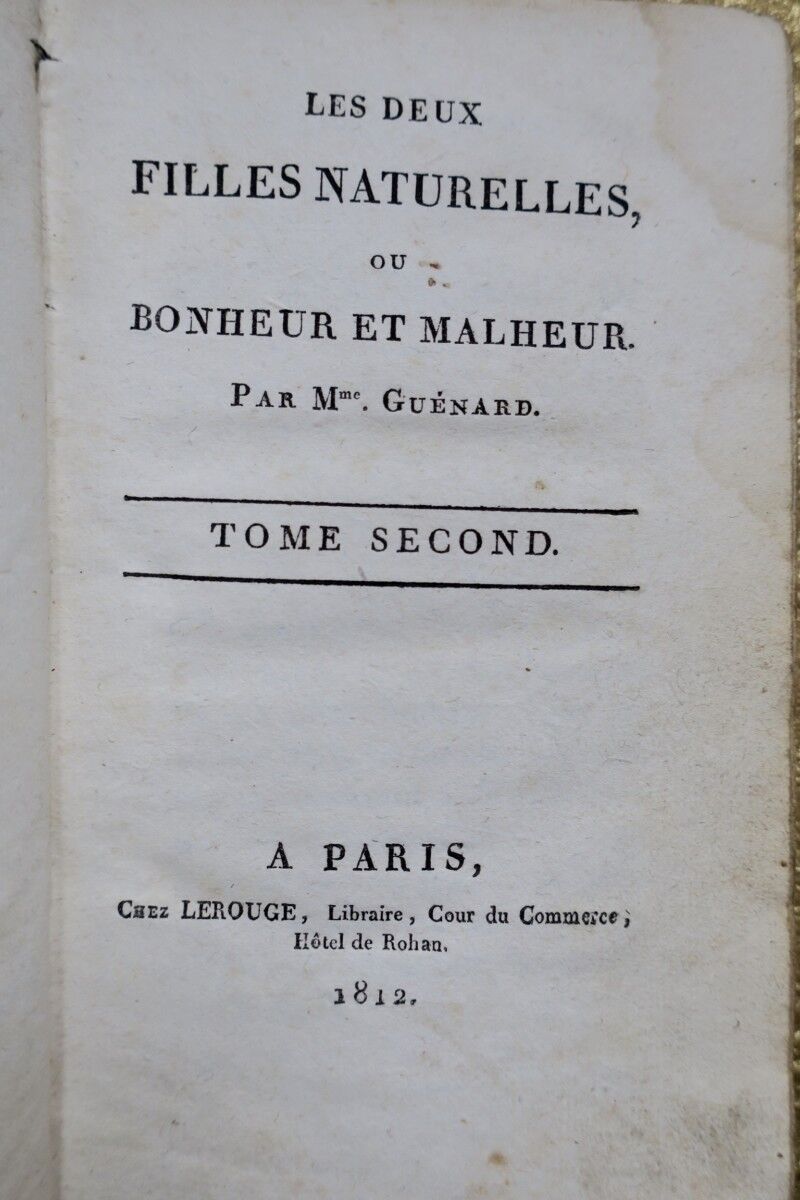 LES DEUX
FILLES NATURELLES,
OU
BONHEUR ET MALHEUR.
PAR Mme. GUÉNARD.
TOME SECOND.
A PARIS,
CHEZ LEROUGE, Libraire, Cour du Commerce,
Hôtel de Rohan.
1812.